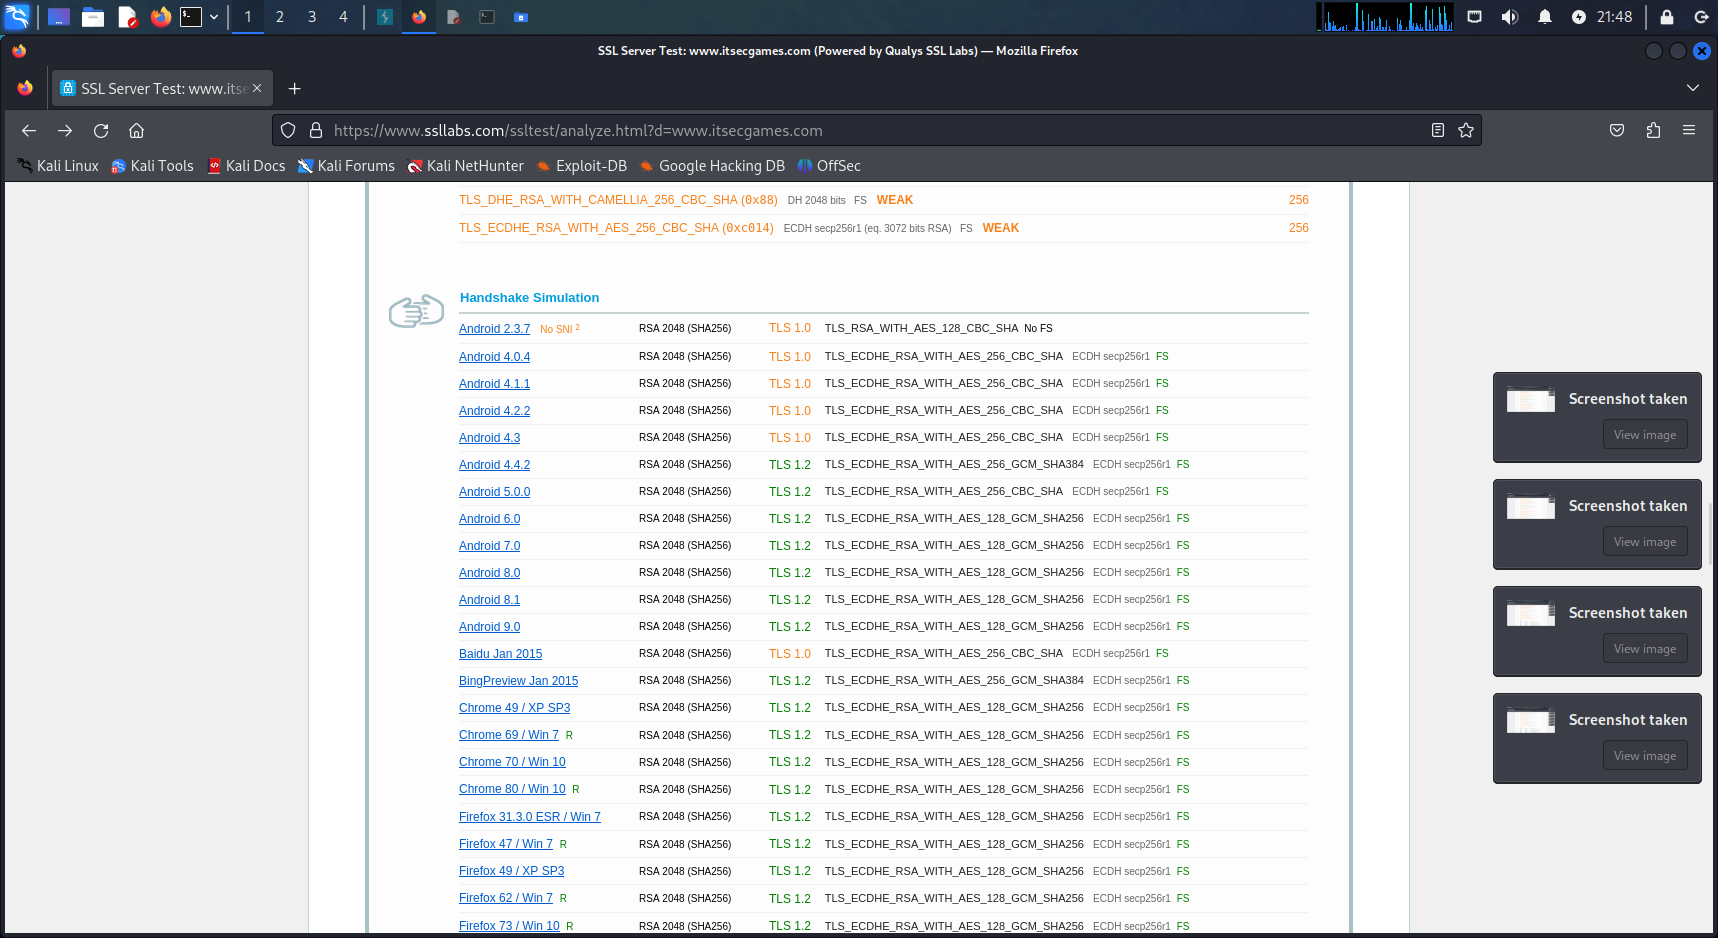 1 2 3 4 21:48
SSL Server Test: www.itsecgames.com (Powered by Qualys SSL Labs) — Mozilla Firefox
SSL Server Test: www.itse
https://www.ssllabs.com/ssltest/analyze.html?d=www.itsecgames.com
Kali Linux Kali Tools Kali Docs Kali Forums Kali NetHunter Exploit-DB Google Hacking DB OffSec
TLS_DHE_RSA_WITH_CAMELLIA_256_CBC_SHA (0x88) DH 2048 bits FS WEAK 256
TLS_ECDHE_RSA_WITH_AES_256_CBC_SHA (0xc014) ECDH secp256r1 (eq. 3072 bits RSA) FS WEAK 256
Handshake Simulation
Android 2.3.7 No SNI 2 RSA 2048 (SHA256) TLS 1.0 TLS_RSA_WITH_AES_128_CBC_SHA No FS
Android 4.0.4 RSA 2048 (SHA256) TLS 1.0 TLS_ECDHE_RSA_WITH_AES_256_CBC_SHA ECDH secp256r1 FS
Android 4.1.1 RSA 2048 (SHA256) TLS 1.0 TLS_ECDHE_RSA_WITH_AES_256_CBC_SHA ECDH secp256r1 FS
Android 4.2.2 RSA 2048 (SHA256) TLS 1.0 TLS_ECDHE_RSA_WITH_AES_256_CBC_SHA ECDH secp256r1 FS
Android 4.3 RSA 2048 (SHA256) TLS 1.0 TLS_ECDHE_RSA_WITH_AES_256_CBC_SHA ECDH secp256r1 FS
Android 4.4.2 RSA 2048 (SHA256) TLS 1.2 TLS_ECDHE_RSA_WITH_AES_256_GCM_SHA384 ECDH secp256r1 FS
Android 5.0.0 RSA 2048 (SHA256) TLS 1.2 TLS_ECDHE_RSA_WITH_AES_256_CBC_SHA ECDH secp256r1 FS
Android 6.0 RSA 2048 (SHA256) TLS 1.2 TLS_ECDHE_RSA_WITH_AES_128_GCM_SHA256 ECDH secp256r1 FS
Android 7.0 RSA 2048 (SHA256) TLS 1.2 TLS_ECDHE_RSA_WITH_AES_128_GCM_SHA256 ECDH secp256r1 FS
Android 8.0 RSA 2048 (SHA256) TLS 1.2 TLS_ECDHE_RSA_WITH_AES_128_GCM_SHA256 ECDH secp256r1 FS
Android 8.1 RSA 2048 (SHA256) TLS 1.2 TLS_ECDHE_RSA_WITH_AES_128_GCM_SHA256 ECDH secp256r1 FS
Android 9.0 RSA 2048 (SHA256) TLS 1.2 TLS_ECDHE_RSA_WITH_AES_128_GCM_SHA256 ECDH secp256r1 FS
Baidu Jan 2015 RSA 2048 (SHA256) TLS 1.0 TLS_ECDHE_RSA_WITH_AES_256_CBC_SHA ECDH secp256r1 FS
BingPreview Jan 2015 RSA 2048 (SHA256) TLS 1.2 TLS_ECDHE_RSA_WITH_AES_256_GCM_SHA384 ECDH secp256r1 FS
Chrome 49 / XP SP3 RSA 2048 (SHA256) TLS 1.2 TLS_ECDHE_RSA_WITH_AES_128_GCM_SHA256 ECDH secp256r1 FS
Chrome 69 / Win 7 R RSA 2048 (SHA256) TLS 1.2 TLS_ECDHE_RSA_WITH_AES_128_GCM_SHA256 ECDH secp256r1 FS
Chrome 70 / Win 10 RSA 2048 (SHA256) TLS 1.2 TLS_ECDHE_RSA_WITH_AES_128_GCM_SHA256 ECDH secp256r1 FS
Chrome 80 / Win 10 R RSA 2048 (SHA256) TLS 1.2 TLS_ECDHE_RSA_WITH_AES_128_GCM_SHA256 ECDH secp256r1 FS
Firefox 31.3.0 ESR / Win 7 RSA 2048 (SHA256) TLS 1.2 TLS_ECDHE_RSA_WITH_AES_128_GCM_SHA256 ECDH secp256r1 FS
Firefox 47 / Win 7 R RSA 2048 (SHA256) TLS 1.2 TLS_ECDHE_RSA_WITH_AES_128_GCM_SHA256 ECDH secp256r1 FS
Firefox 49 / XP SP3 RSA 2048 (SHA256) TLS 1.2 TLS_ECDHE_RSA_WITH_AES_128_GCM_SHA256 ECDH secp256r1 FS
Firefox 62 / Win 7 R RSA 2048 (SHA256) TLS 1.2 TLS_ECDHE_RSA_WITH_AES_128_GCM_SHA256 ECDH secp256r1 FS
Firefox 73 / Win 10 R RSA 2048 (SHA256) TLS 1.2 TLS_ECDHE_RSA_WITH_AES_128_GCM_SHA256 ECDH secp256r1 FS
Screenshot taken
View image
Screenshot taken
View image
Screenshot taken
View image
Screenshot taken
View image